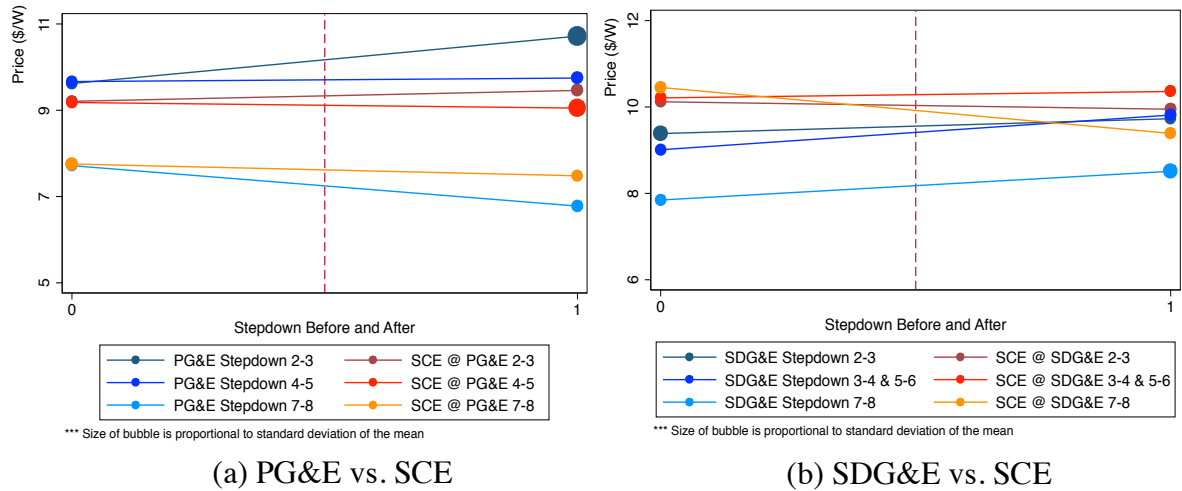 Price ($/W)
11
9
7
5
0
1
Stepdown Before and After
PG&E Stepdown 2-3
SCE @ PG&E 2-3
PG&E Stepdown 4-5
SCE @ PG&E 4-5
PG&E Stepdown 7-8
SCE @ PG&E 7-8
*** Size of bubble is proportional to standard deviation of the mean
(a) PG&E vs. SCE
Price ($/W)
12
10
8
6
0
1
Stepdown Before and After
SDG&E Stepdown 2-3
SCE @ SDG&E 2-3
SDG&E Stepdown 3-4 & 5-6
SCE @ SDG&E 3-4 & 5-6
SDG&E Stepdown 7-8
SCE @ SDG&E 7-8
*** Size of bubble is proportional to standard deviation of the mean
(b) SDG&E vs. SCE